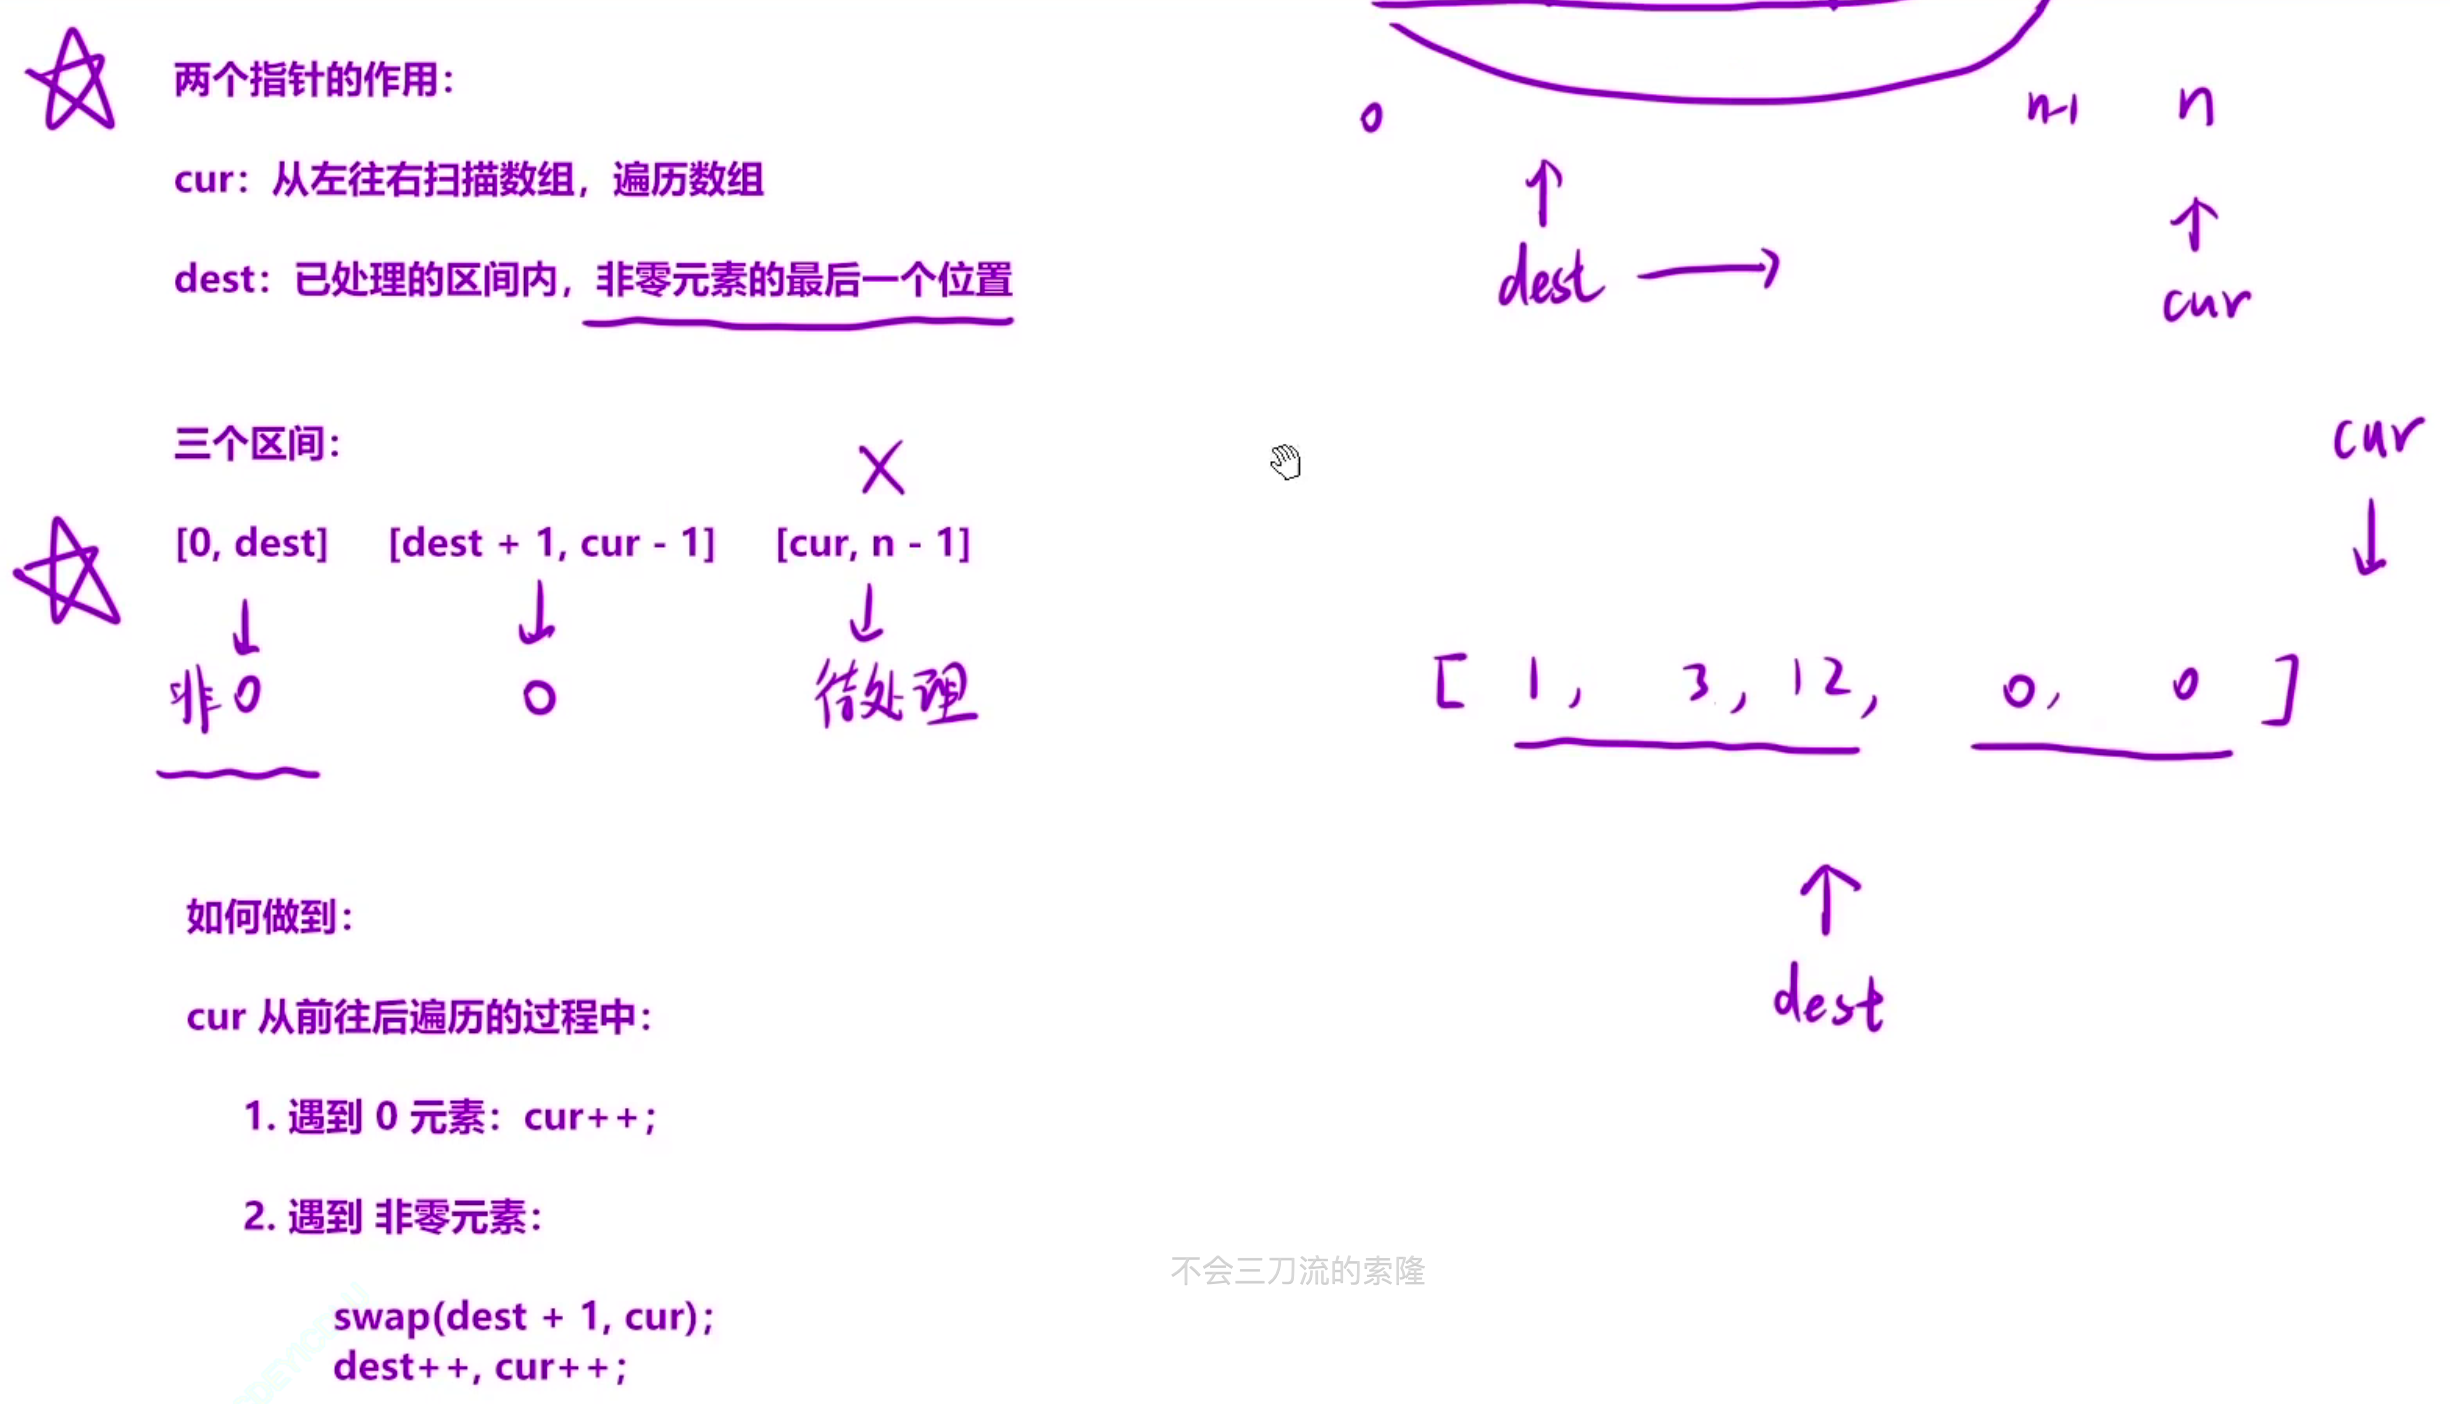 两个指针的作用：
cur：从左往右扫描数组，遍历数组
dest：已处理的区间内，非零元素的最后一个位置
0 n-1 n
dest cur
三个区间：
[0, dest] [dest + 1, cur - 1] [cur, n - 1]
非0 0 待处理
cur
[ 1, 3, 12, 0, 0 ]
dest
如何做到：
cur 从前往后遍历的过程中：
1. 遇到 0 元素：cur++；
2. 遇到 非零元素：
swap(dest + 1, cur)；
dest++, cur++；
不会三刀流的索隆